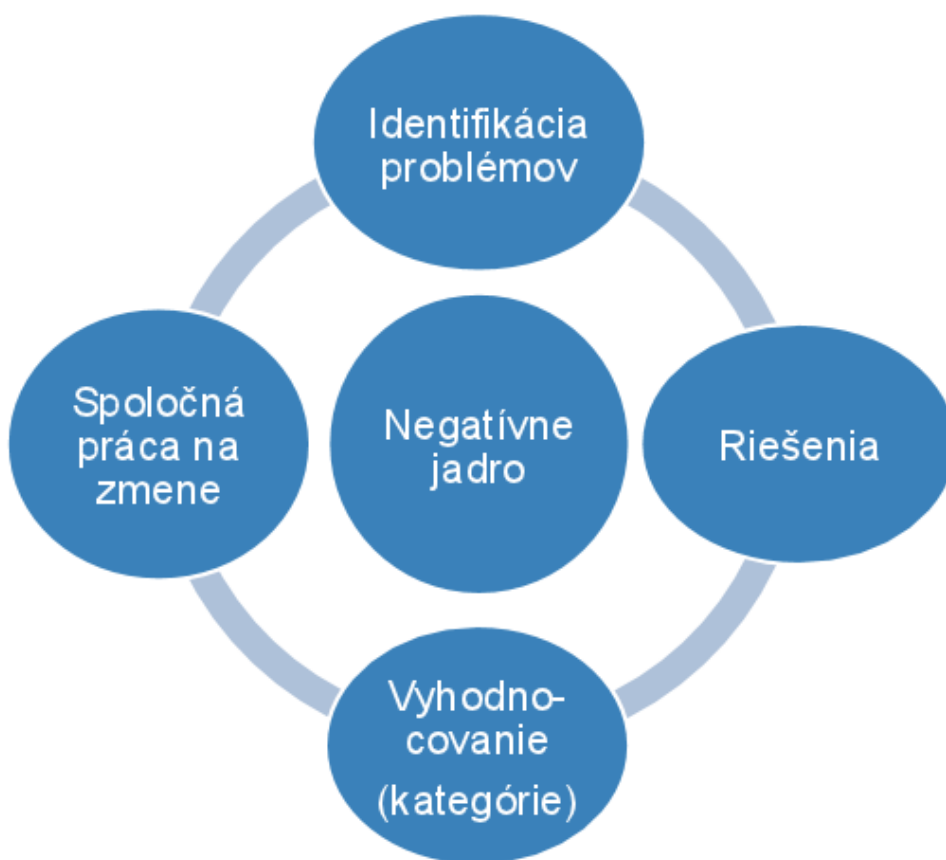 Identifikácia
problémov
Spoločná
práca na
zmene
Negatívne
jadro
Riešenia
Vyhodno-
covanie
(kategórie)